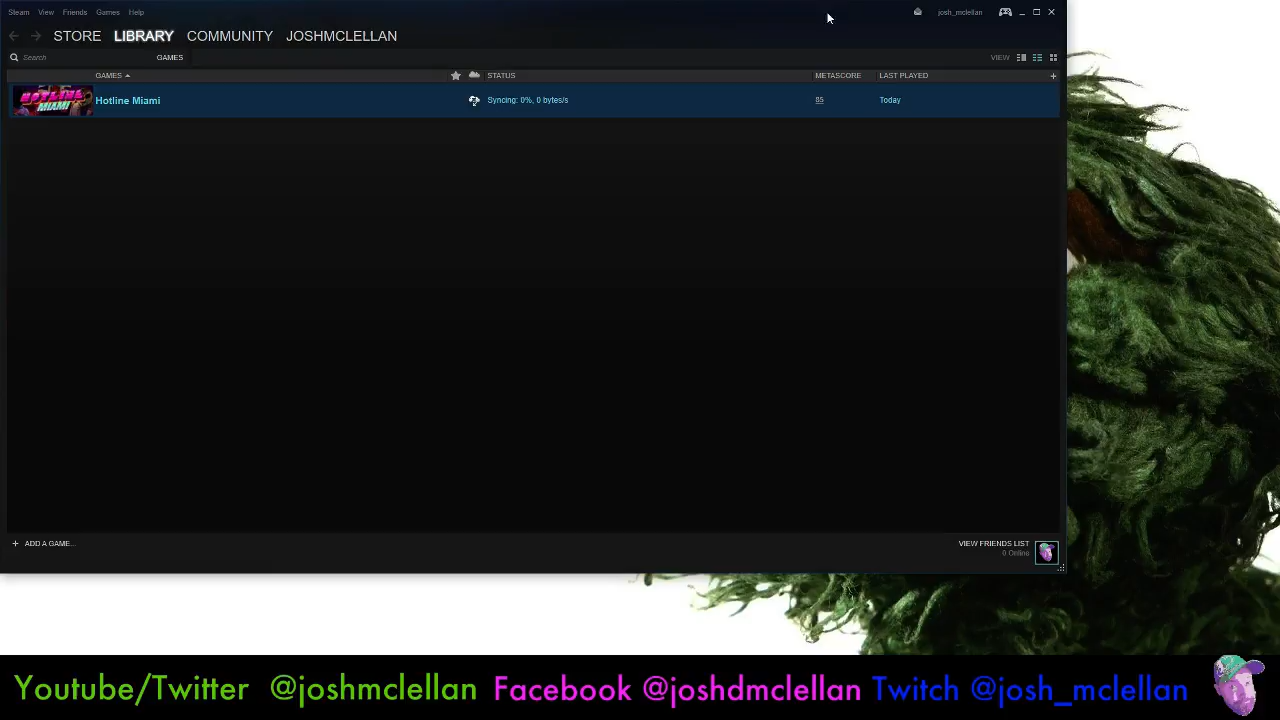 Steam View Friends Games Help josh_mclellan
STORE LIBRARY COMMUNITY JOSHMCLELLAN
Search GAMES VIEW
GAMES STATUS METASCORE LAST PLAYED +
HOTLINE MIAMI Hotline Miami Syncing: 0%, 0 bytes/s 85 Today
+ ADD A GAME... VIEW FRIENDS LIST
0 Online
Youtube/Twitter @joshmclellan Facebook @joshdmclellan Twitch @josh_mclellan